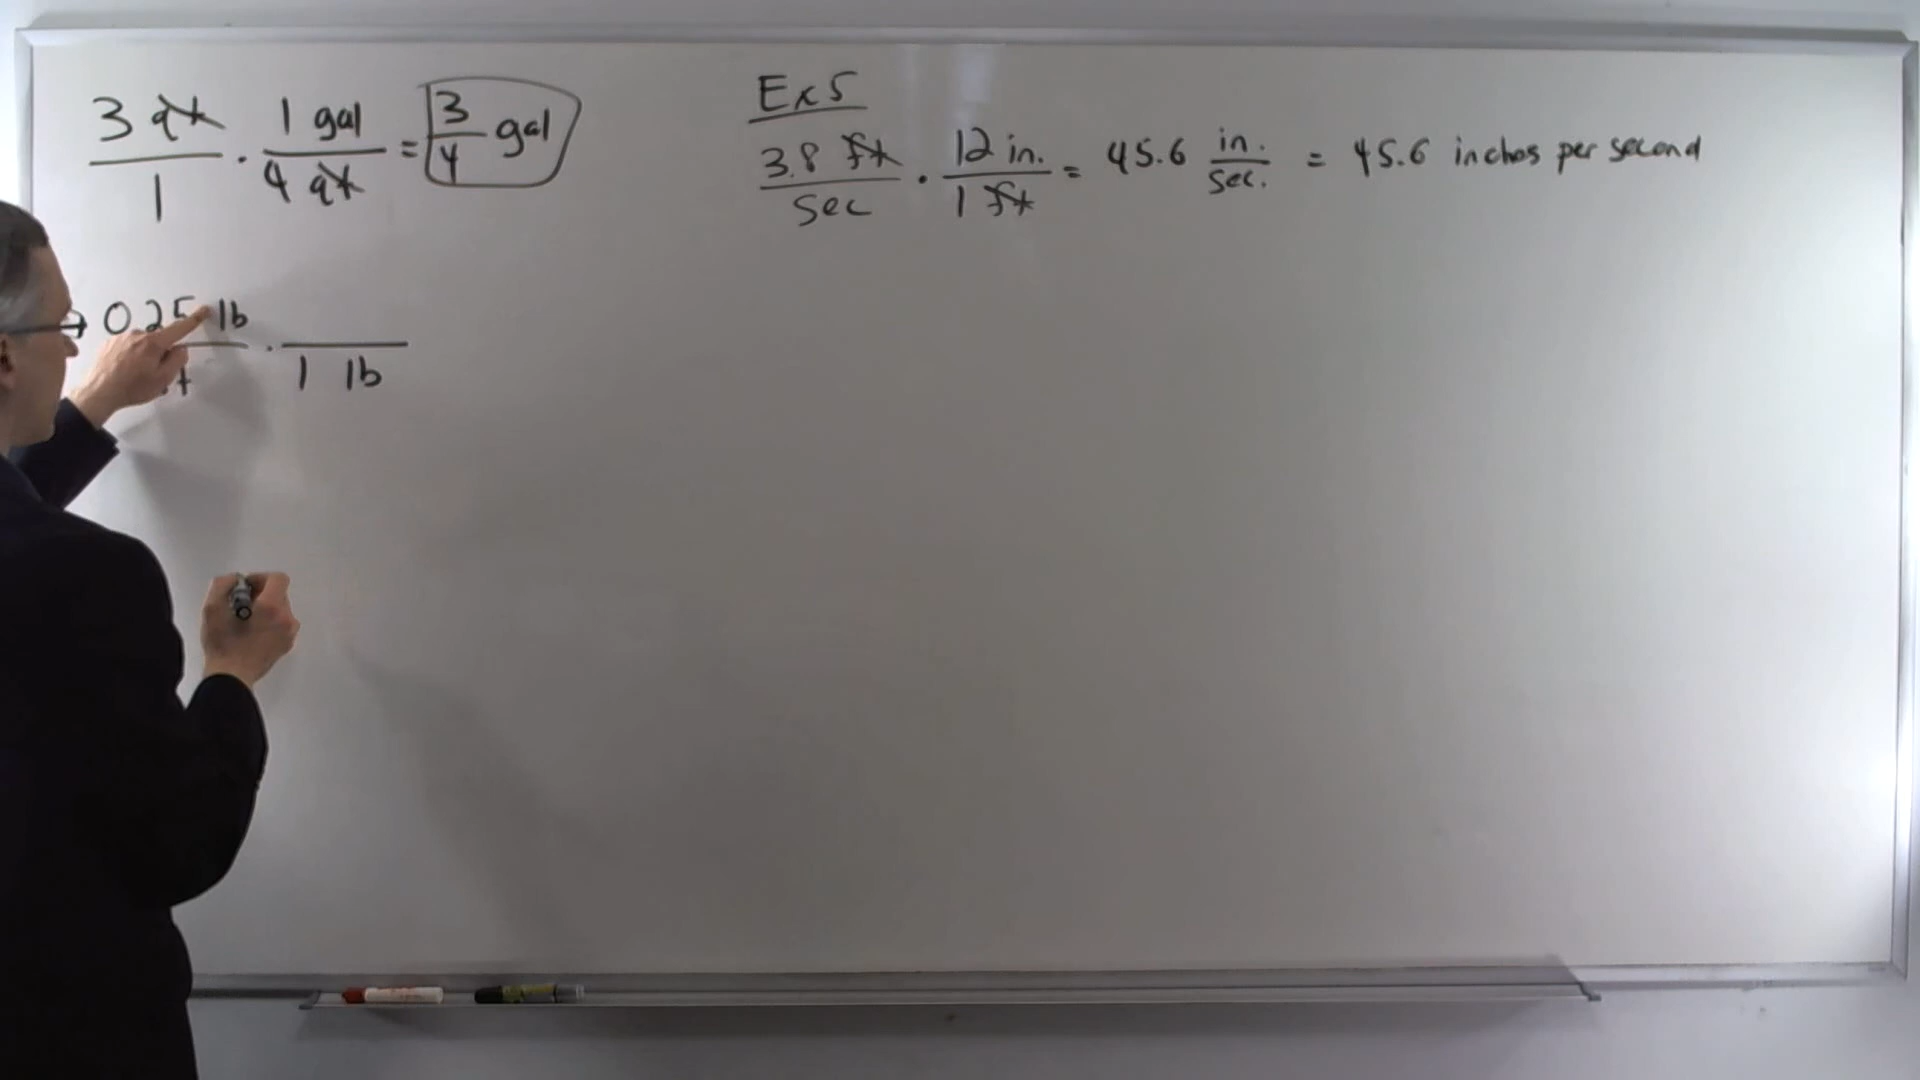 3 qt / 1 · 1 gal / 4 qt = 3/4 gal
0.25 lb / · / 1 lb
Ex 5
3.8 ft / sec · 12 in. / 1 ft = 45.6 in. / sec. = 45.6 inches per second